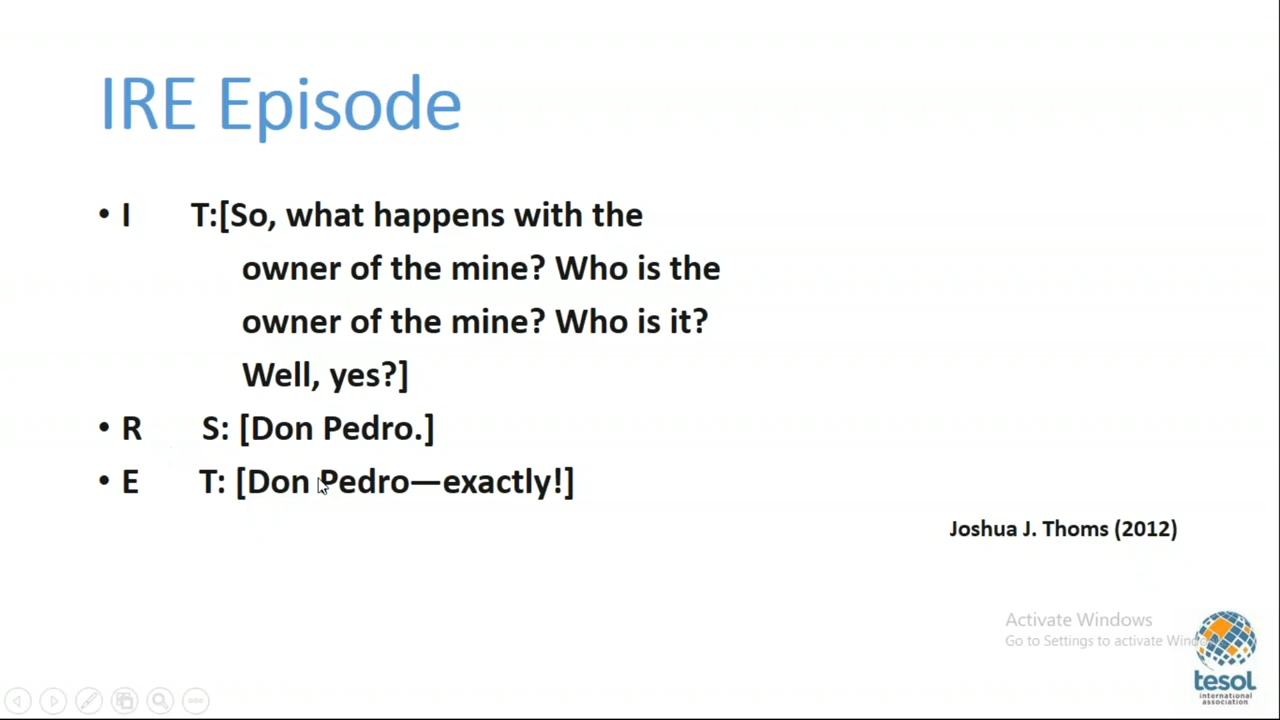 IRE Episode
• I T:[So, what happens with the
owner of the mine? Who is the
owner of the mine? Who is it?
Well, yes?]
• R S: [Don Pedro.]
• E T: [Don Pedro—exactly!]
Joshua J. Thoms (2012)
Activate Windows
Go to Settings to activate Windo
tesol
international
association